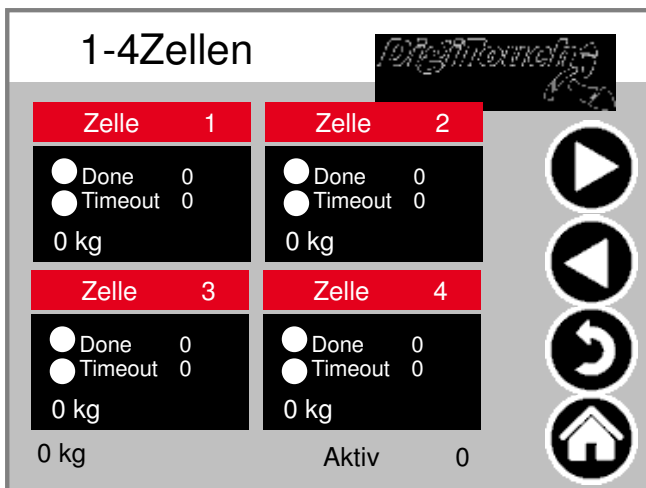 1-4Zellen
DigiTouch
Zelle 1
Done 0
Timeout 0
0 kg
Zelle 2
Done 0
Timeout 0
0 kg
Zelle 3
Done 0
Timeout 0
0 kg
Zelle 4
Done 0
Timeout 0
0 kg
0 kg
Aktiv 0